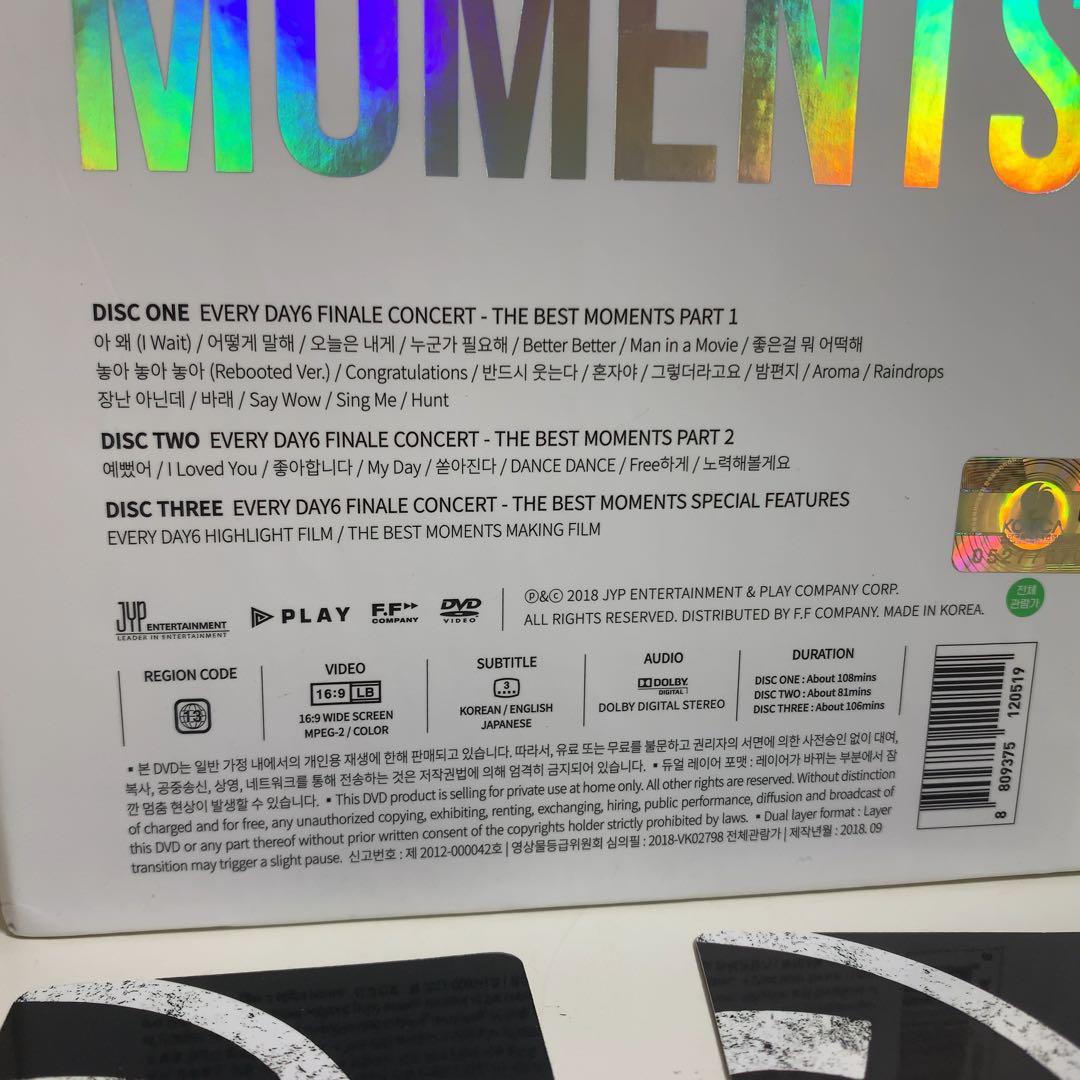 MOMENTS
DISC ONE EVERY DAY6 FINALE CONCERT - THE BEST MOMENTS PART 1
아 왜 (I Wait) / 어떻게 말해 / 오늘은 내게 / 누군가 필요해 / Better Better / Man in a Movie / 좋은걸 뭐 어떡해
놓아 놓아 놓아 (Rebooted Ver.) / Congratulations / 반드시 웃는다 / 혼자야 / 그렇더라고요 / 밤편지 / Aroma / Raindrops
장난 아닌데 / 바래 / Say Wow / Sing Me / Hunt
DISC TWO EVERY DAY6 FINALE CONCERT - THE BEST MOMENTS PART 2
예뻤어 / I Loved You / 좋아합니다 / My Day / 쏟아진다 / DANCE DANCE / Free하게 / 노력해볼게요
DISC THREE EVERY DAY6 FINALE CONCERT - THE BEST MOMENTS SPECIAL FEATURES
EVERY DAY6 HIGHLIGHT FILM / THE BEST MOMENTS MAKING FILM
전체
관람가
JYP ENTERTAINMENT
LEADER IN ENTERTAINMENT
PLAY
F.F COMPANY
DVD VIDEO
Ⓟ&© 2018 JYP ENTERTAINMENT & PLAY COMPANY CORP.
ALL RIGHTS RESERVED. DISTRIBUTED BY F.F COMPANY. MADE IN KOREA.
REGION CODE
13
VIDEO
16:9 LB
16:9 WIDE SCREEN
MPEG-2 / COLOR
SUBTITLE
3
KOREAN / ENGLISH
JAPANESE
AUDIO
DOLBY DIGITAL
DOLBY DIGITAL STEREO
DURATION
DISC ONE : About 108mins
DISC TWO : About 81mins
DISC THREE : About 106mins
8 809375 120519
▪ 본 DVD는 일반 가정 내에서의 개인용 재생에 한해 판매되고 있습니다. 따라서, 유료 또는 무료를 불문하고 권리자의 서면에 의한 사전승인 없이 대여,
복사, 공중송신, 상영, 네트워크를 통해 전송하는 것은 저작권법에 의해 엄격히 금지되어 있습니다. ▪ 듀얼 레이어 포맷 : 레이어가 바뀌는 부분에서 잠
깐 멈춤 현상이 발생할 수 있습니다. ▪ This DVD product is selling for private use at home only. All other rights are reserved. Without distinction
of charged and for free, any unauthorized copying, exhibiting, renting, exchanging, hiring, public performance, diffusion and broadcast of
this DVD or any part thereof without prior written consent of the copyrights holder strictly prohibited by laws. ▪ Dual layer format : Layer
transition may trigger a slight pause. 신고번호 : 제 2012-000042호 | 영상물등급위원회 심의필 : 2018-VK02798 전체관람가 | 제작년월 : 2018. 09